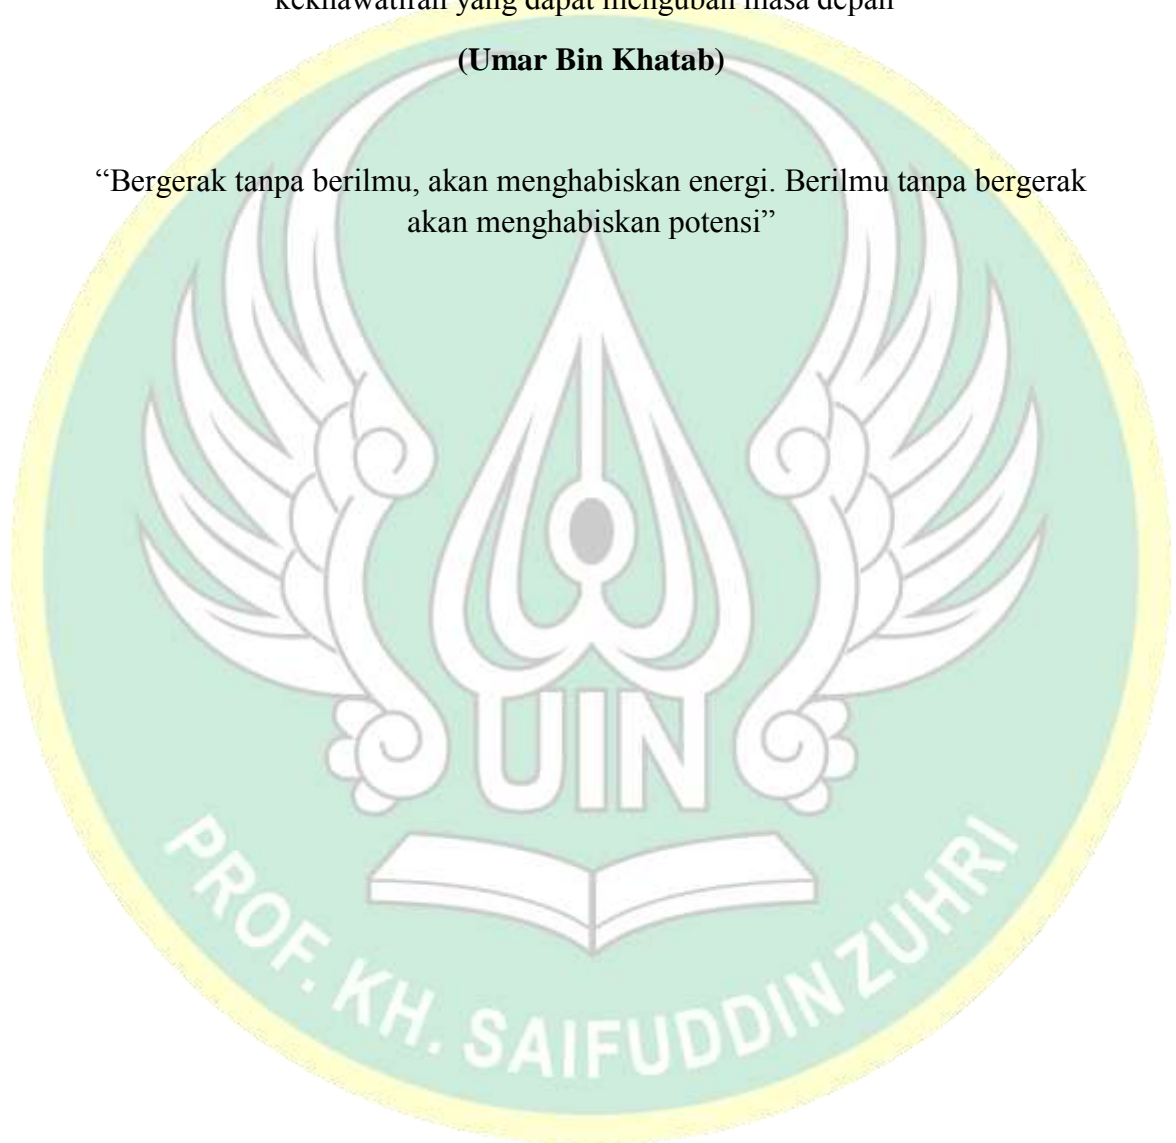 kekhawatiran yang dapat mengubah masa depan
(Umar Bin Khatab)
“Bergerak tanpa berilmu, akan menghabiskan energi. Berilmu tanpa bergerak
akan menghabiskan potensi”
UIN
PROF. KH. SAIFUDDIN ZUHRI